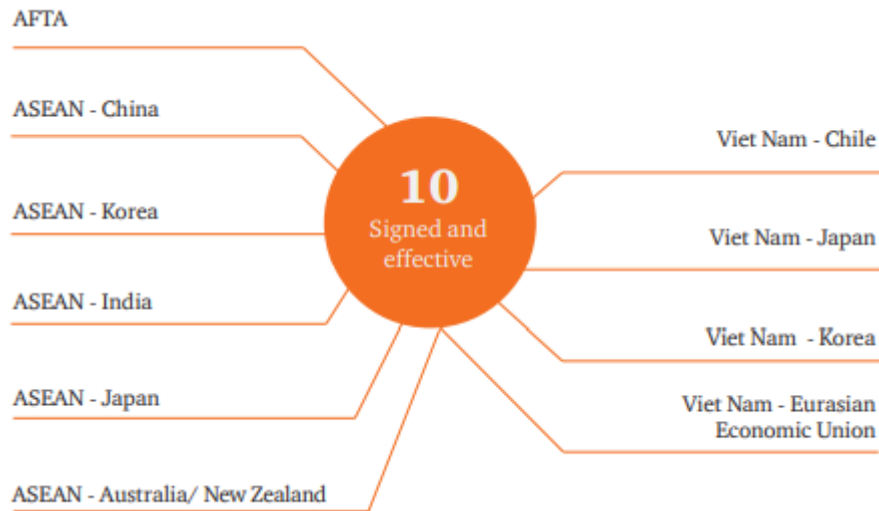 AFTA
ASEAN - China
ASEAN - Korea
ASEAN - India
ASEAN - Japan
ASEAN - Australia/ New Zealand
10
Signed and
effective
Viet Nam - Chile
Viet Nam - Japan
Viet Nam - Korea
Viet Nam - Eurasian
Economic Union